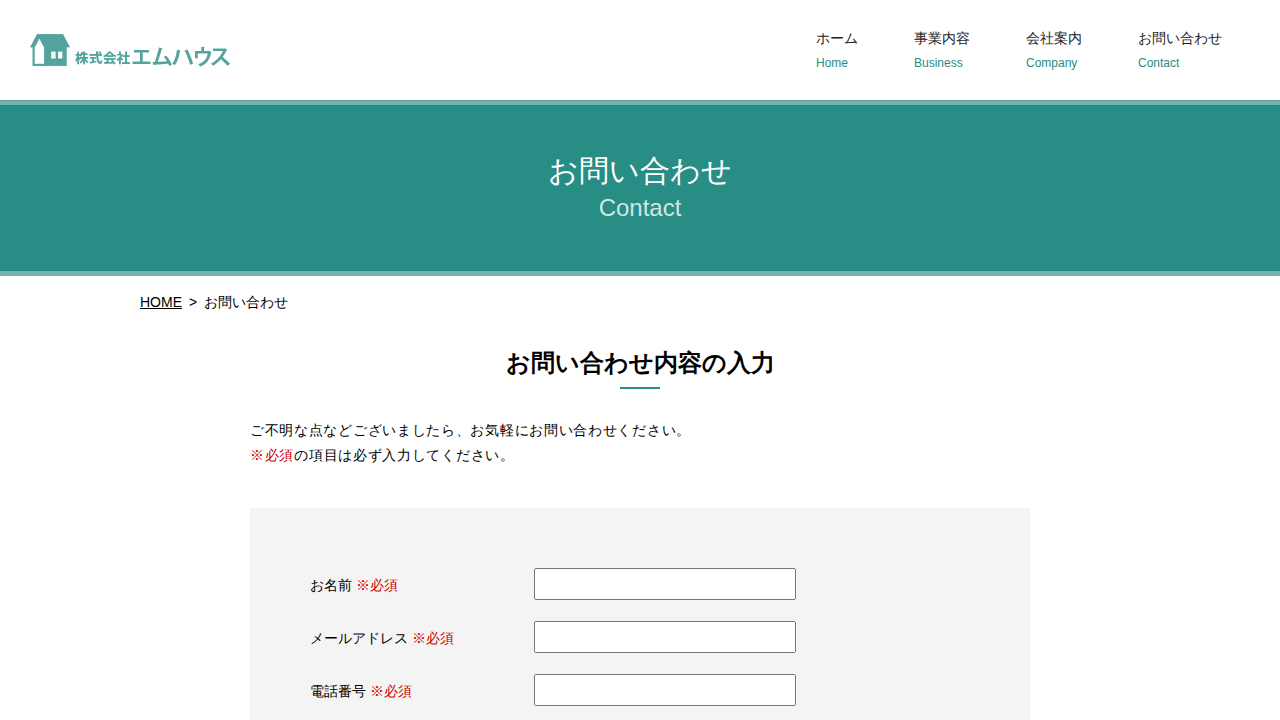 株式会社エムハウス
ホーム
Home
事業内容
Business
会社案内
Company
お問い合わせ
Contact
お問い合わせ
Contact
HOME > お問い合わせ
お問い合わせ内容の入力
ご不明な点などございましたら、お気軽にお問い合わせください。
※必須の項目は必ず入力してください。
お名前 ※必須
メールアドレス ※必須
電話番号 ※必須